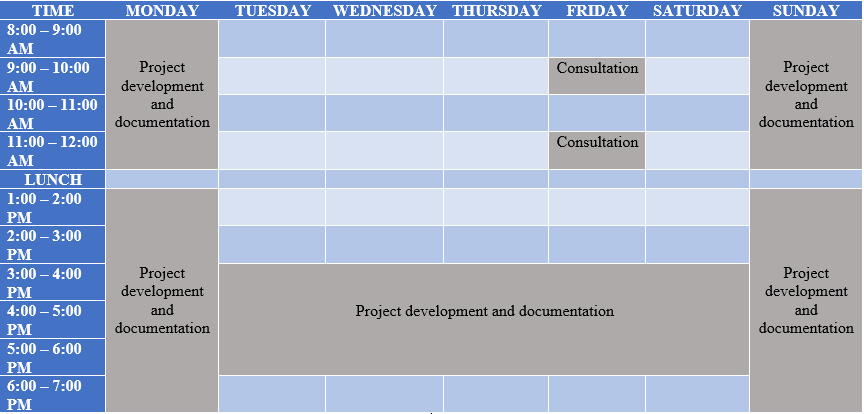 TIME MONDAY TUESDAY WEDNESDAY THURSDAY FRIDAY SATURDAY SUNDAY
8:00 – 9:00
AM
Project
development
and
documentation
Project
development
and
documentation
9:00 – 10:00
AM
Consultation
10:00 – 11:00
AM
11:00 – 12:00
AM
Consultation
LUNCH
1:00 – 2:00
PM
Project
development
and
documentation
Project
development
and
documentation
2:00 – 3:00
PM
3:00 – 4:00
PM
Project development and documentation
4:00 – 5:00
PM
5:00 – 6:00
PM
6:00 – 7:00
PM